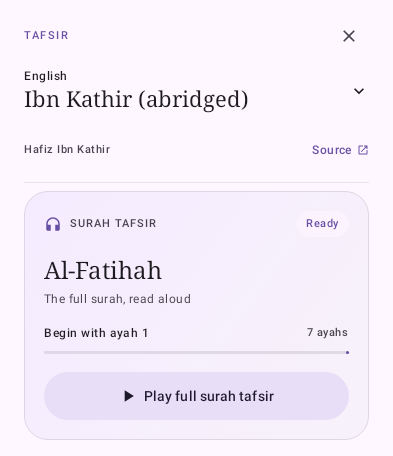 TAFSIR
English
Ibn Kathir (abridged)
Hafiz Ibn Kathir
Source
SURAH TAFSIR
Ready
Al-Fatihah
The full surah, read aloud
Begin with ayah 1
7 ayahs
Play full surah tafsir